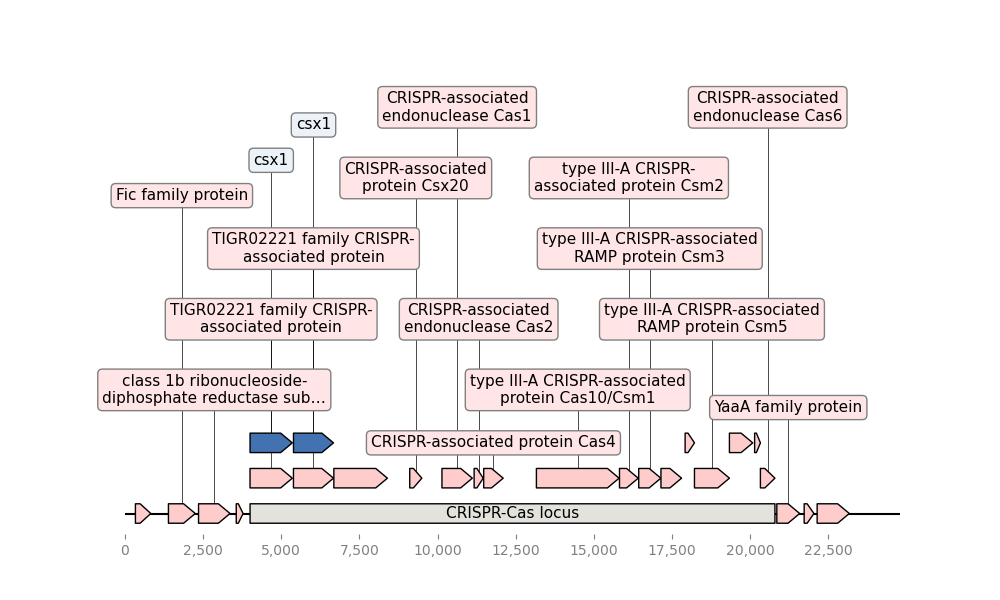 CRISPR-associated
endonuclease Cas1
CRISPR-associated
endonuclease Cas6
csx1
csx1
CRISPR-associated
protein Csx20
type III-A CRISPR-
associated protein Csm2
Fic family protein
TIGR02221 family CRISPR-
associated protein
type III-A CRISPR-associated
RAMP protein Csm3
TIGR02221 family CRISPR-
associated protein
CRISPR-associated
endonuclease Cas2
type III-A CRISPR-associated
RAMP protein Csm5
class 1b ribonucleoside-
diphosphate reductase sub...
type III-A CRISPR-associated
protein Cas10/Csm1
YaaA family protein
CRISPR-associated protein Cas4
CRISPR-Cas locus
0 2,500 5,000 7,500 10,000 12,500 15,000 17,500 20,000 22,500